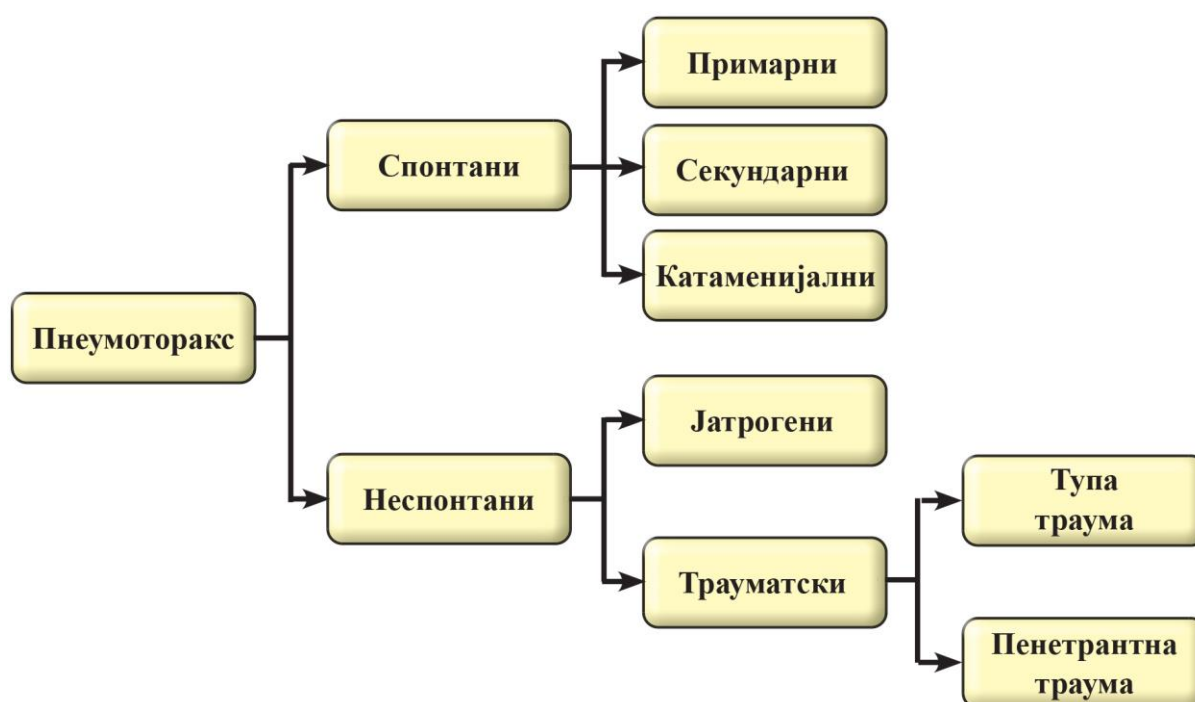 Пнеумоторакс
Спонтани
Примарни
Секундарни
Катаменијални
Неспонтани
Јатрогени
Трауматски
Тупа
траума
Пенетрантна
траума